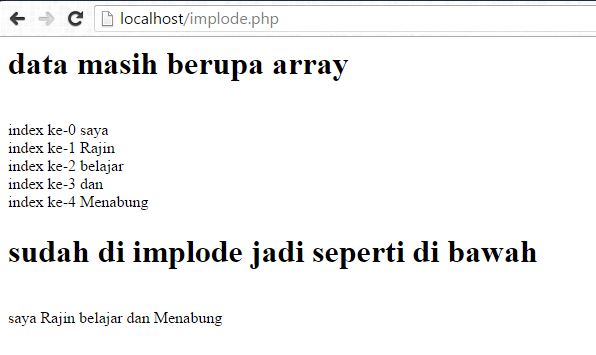 localhost/implode.php
data masih berupa array
index ke-0 saya
index ke-1 Rajin
index ke-2 belajar
index ke-3 dan
index ke-4 Menabung
sudah di implode jadi seperti di bawah
saya Rajin belajar dan Menabung